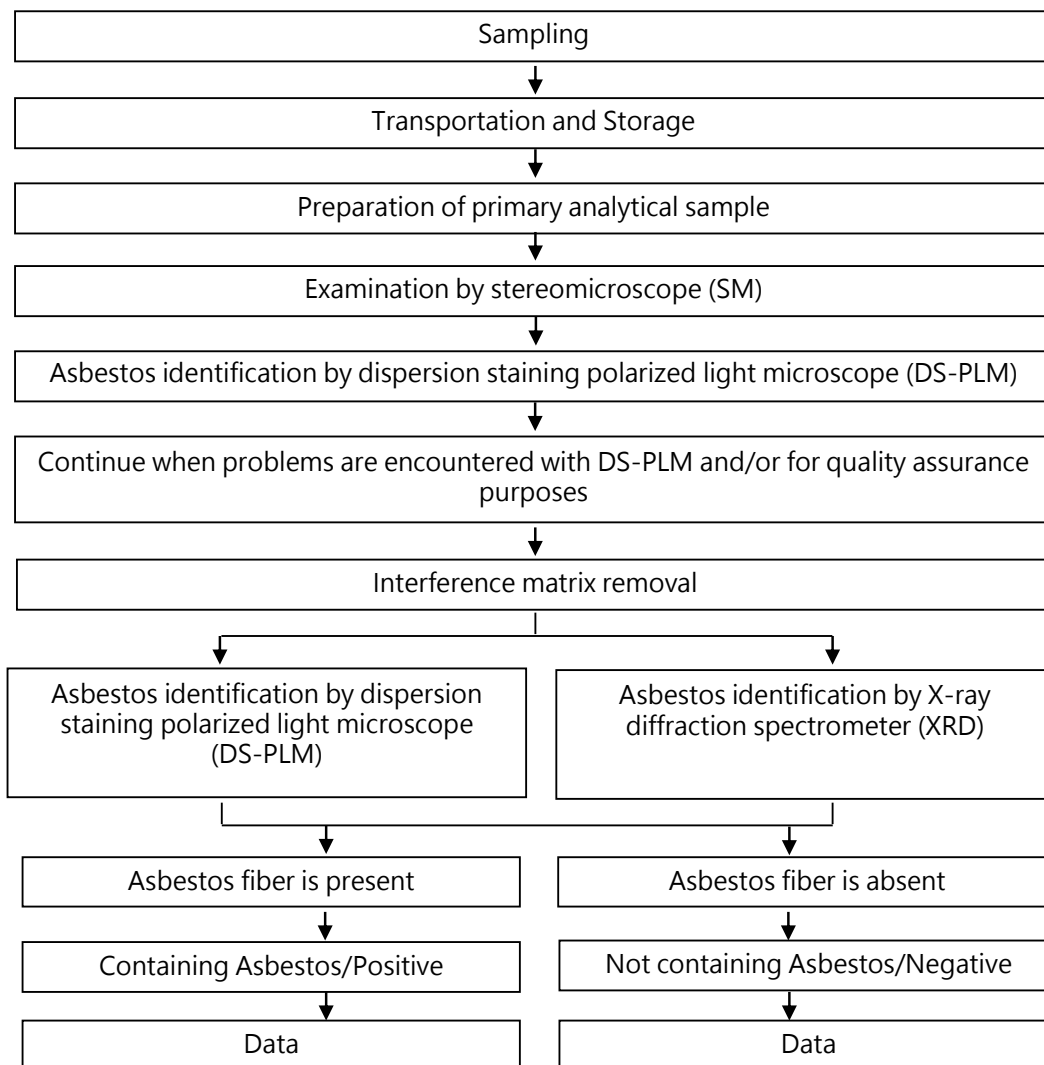 Sampling
Transportation and Storage
Preparation of primary analytical sample
Examination by stereomicroscope (SM)
Asbestos identification by dispersion staining polarized light microscope (DS-PLM)
Continue when problems are encountered with DS-PLM and/or for quality assurance
purposes
Interference matrix removal
Asbestos identification by dispersion
staining polarized light microscope
(DS-PLM)
Asbestos identification by X-ray
diffraction spectrometer (XRD)
Asbestos fiber is present
Asbestos fiber is absent
Containing Asbestos/Positive
Not containing Asbestos/Negative
Data
Data